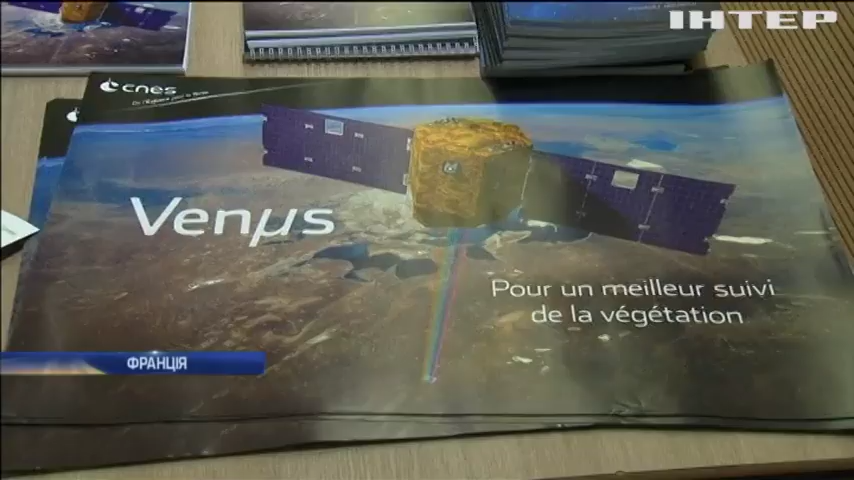 ІНТЕР
cnes
Venμs
Pour un meilleur suivi
de la végétation
ФРАНЦІЯ